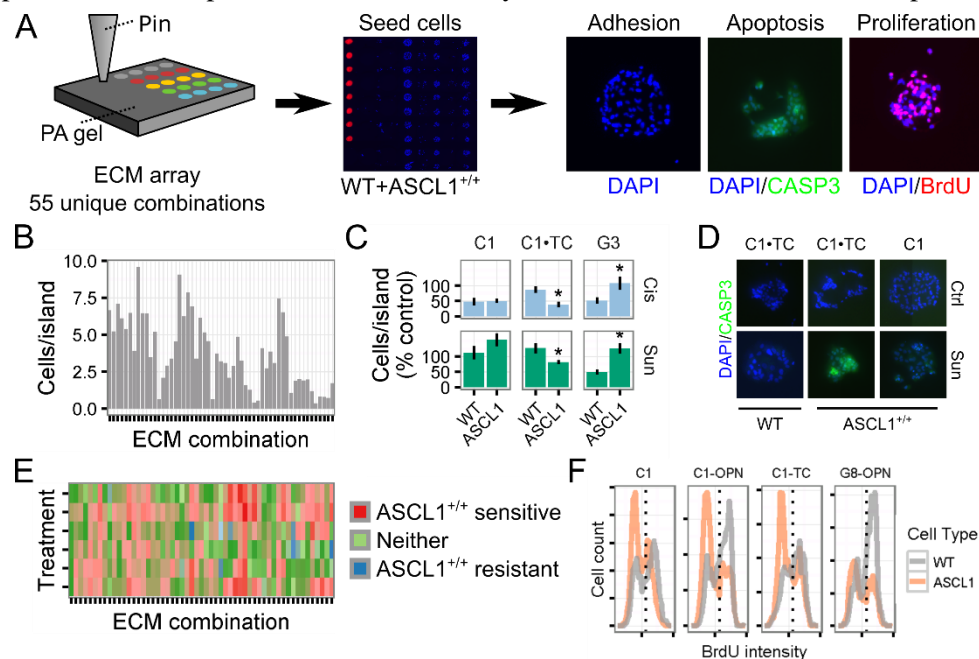 A
Pin
PA gel
ECM array
55 unique combinations
Seed cells
WT+ASCL1+/+
Adhesion
Apoptosis
Proliferation
DAPI
DAPI/CASP3
DAPI/BrdU
B
Cells/island
10.0
7.5
5.0
2.5
0.0
ECM combination
C
C1
C1•TC
G3
Cells/island
(% control)
100
50
0
100
50
0
*
*
*
*
Cis
Sun
WT
ASCL1
WT
ASCL1
WT
ASCL1
D
C1•TC
C1•TC
C1
DAPI/CASP3
Ctrl
Sun
WT
ASCL1+/+
E
Treatment
ECM combination
ASCL1+/+ sensitive
Neither
ASCL1+/+ resistant
F
C1
C1-OPN
C1-TC
G8-OPN
Cell count
BrdU intensity
Cell Type
WT
ASCL1